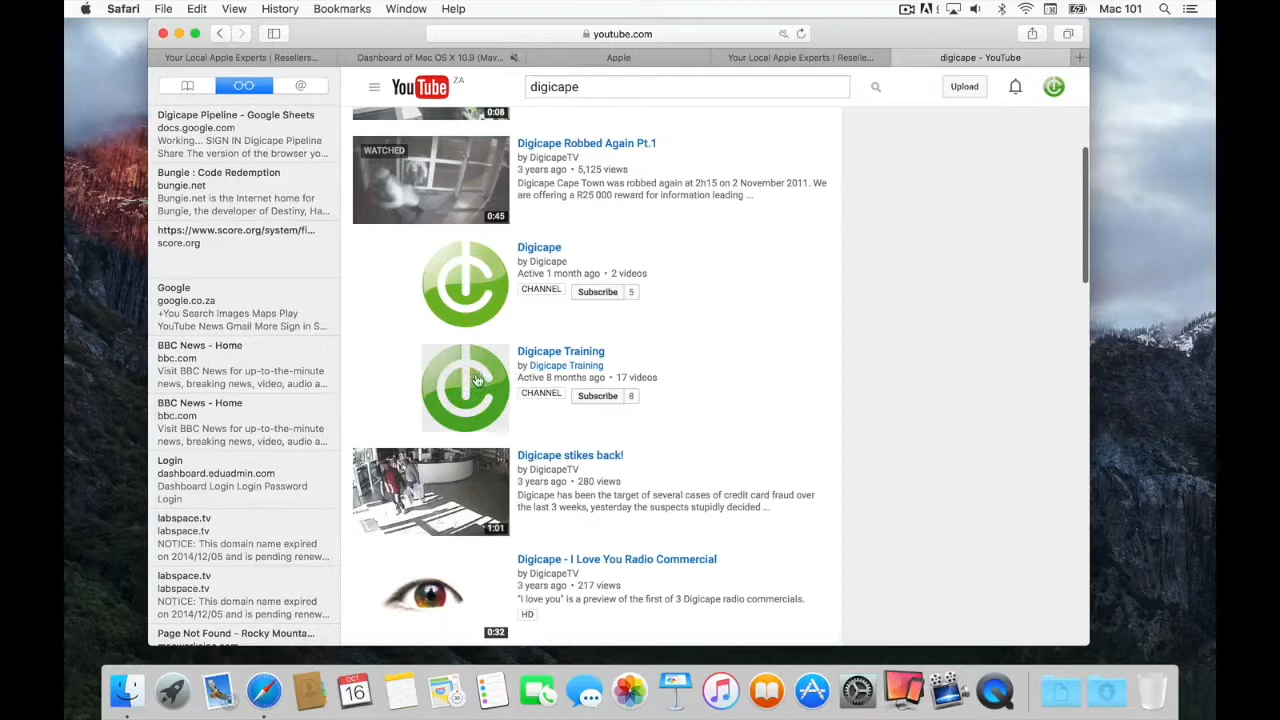 Safari File Edit View History Bookmarks Window Help Mac 101
youtube.com
Your Local Apple Experts | Resellers... Dashboard of Mac OS X 10.9 (Mav... Apple Your Local Apple Experts | Reselle... digicape - YouTube
YouTube ZA digicape Upload
Digicape Pipeline - Google Sheets
docs.google.com
Working... SIGN IN Digicape Pipeline
Share The version of the browser yo...
Bungie : Code Redemption
bungie.net
Bungie.net is the Internet home for
Bungie, the developer of Destiny, Ha...
https://www.score.org/system/fi...
score.org
Google
google.co.za
+You Search Images Maps Play
YouTube News Gmail More Sign in S...
BBC News - Home
bbc.com
Visit BBC News for up-to-the-minute
news, breaking news, video, audio a...
BBC News - Home
bbc.com
Visit BBC News for up-to-the-minute
news, breaking news, video, audio a...
Login
dashboard.eduadmin.com
Dashboard Login Login Password
Login
labspace.tv
labspace.tv
NOTICE: This domain name expired
on 2014/12/05 and is pending renew...
labspace.tv
labspace.tv
NOTICE: This domain name expired
on 2014/12/05 and is pending renew...
Page Not Found - Rocky Mounta...
0:08
WATCHED
0:45
Digicape Robbed Again Pt.1
by DigicapeTV
3 years ago • 5,125 views
Digicape Cape Town was robbed again at 2h15 on 2 November 2011. We
are offering a R25 000 reward for information leading ...
Digicape
by Digicape
Active 1 month ago • 2 videos
CHANNEL Subscribe 5
Digicape Training
by Digicape Training
Active 8 months ago • 17 videos
CHANNEL Subscribe 8
1:01
Digicape stikes back!
by DigicapeTV
3 years ago • 280 views
Digicape has been the target of several cases of credit card fraud over
the last 3 weeks, yesterday the suspects stupidly decided ...
0:32
Digicape - I Love You Radio Commercial
by DigicapeTV
3 years ago • 217 views
"I love you" is a preview of the first of 3 Digicape radio commercials.
HD
OCT
16